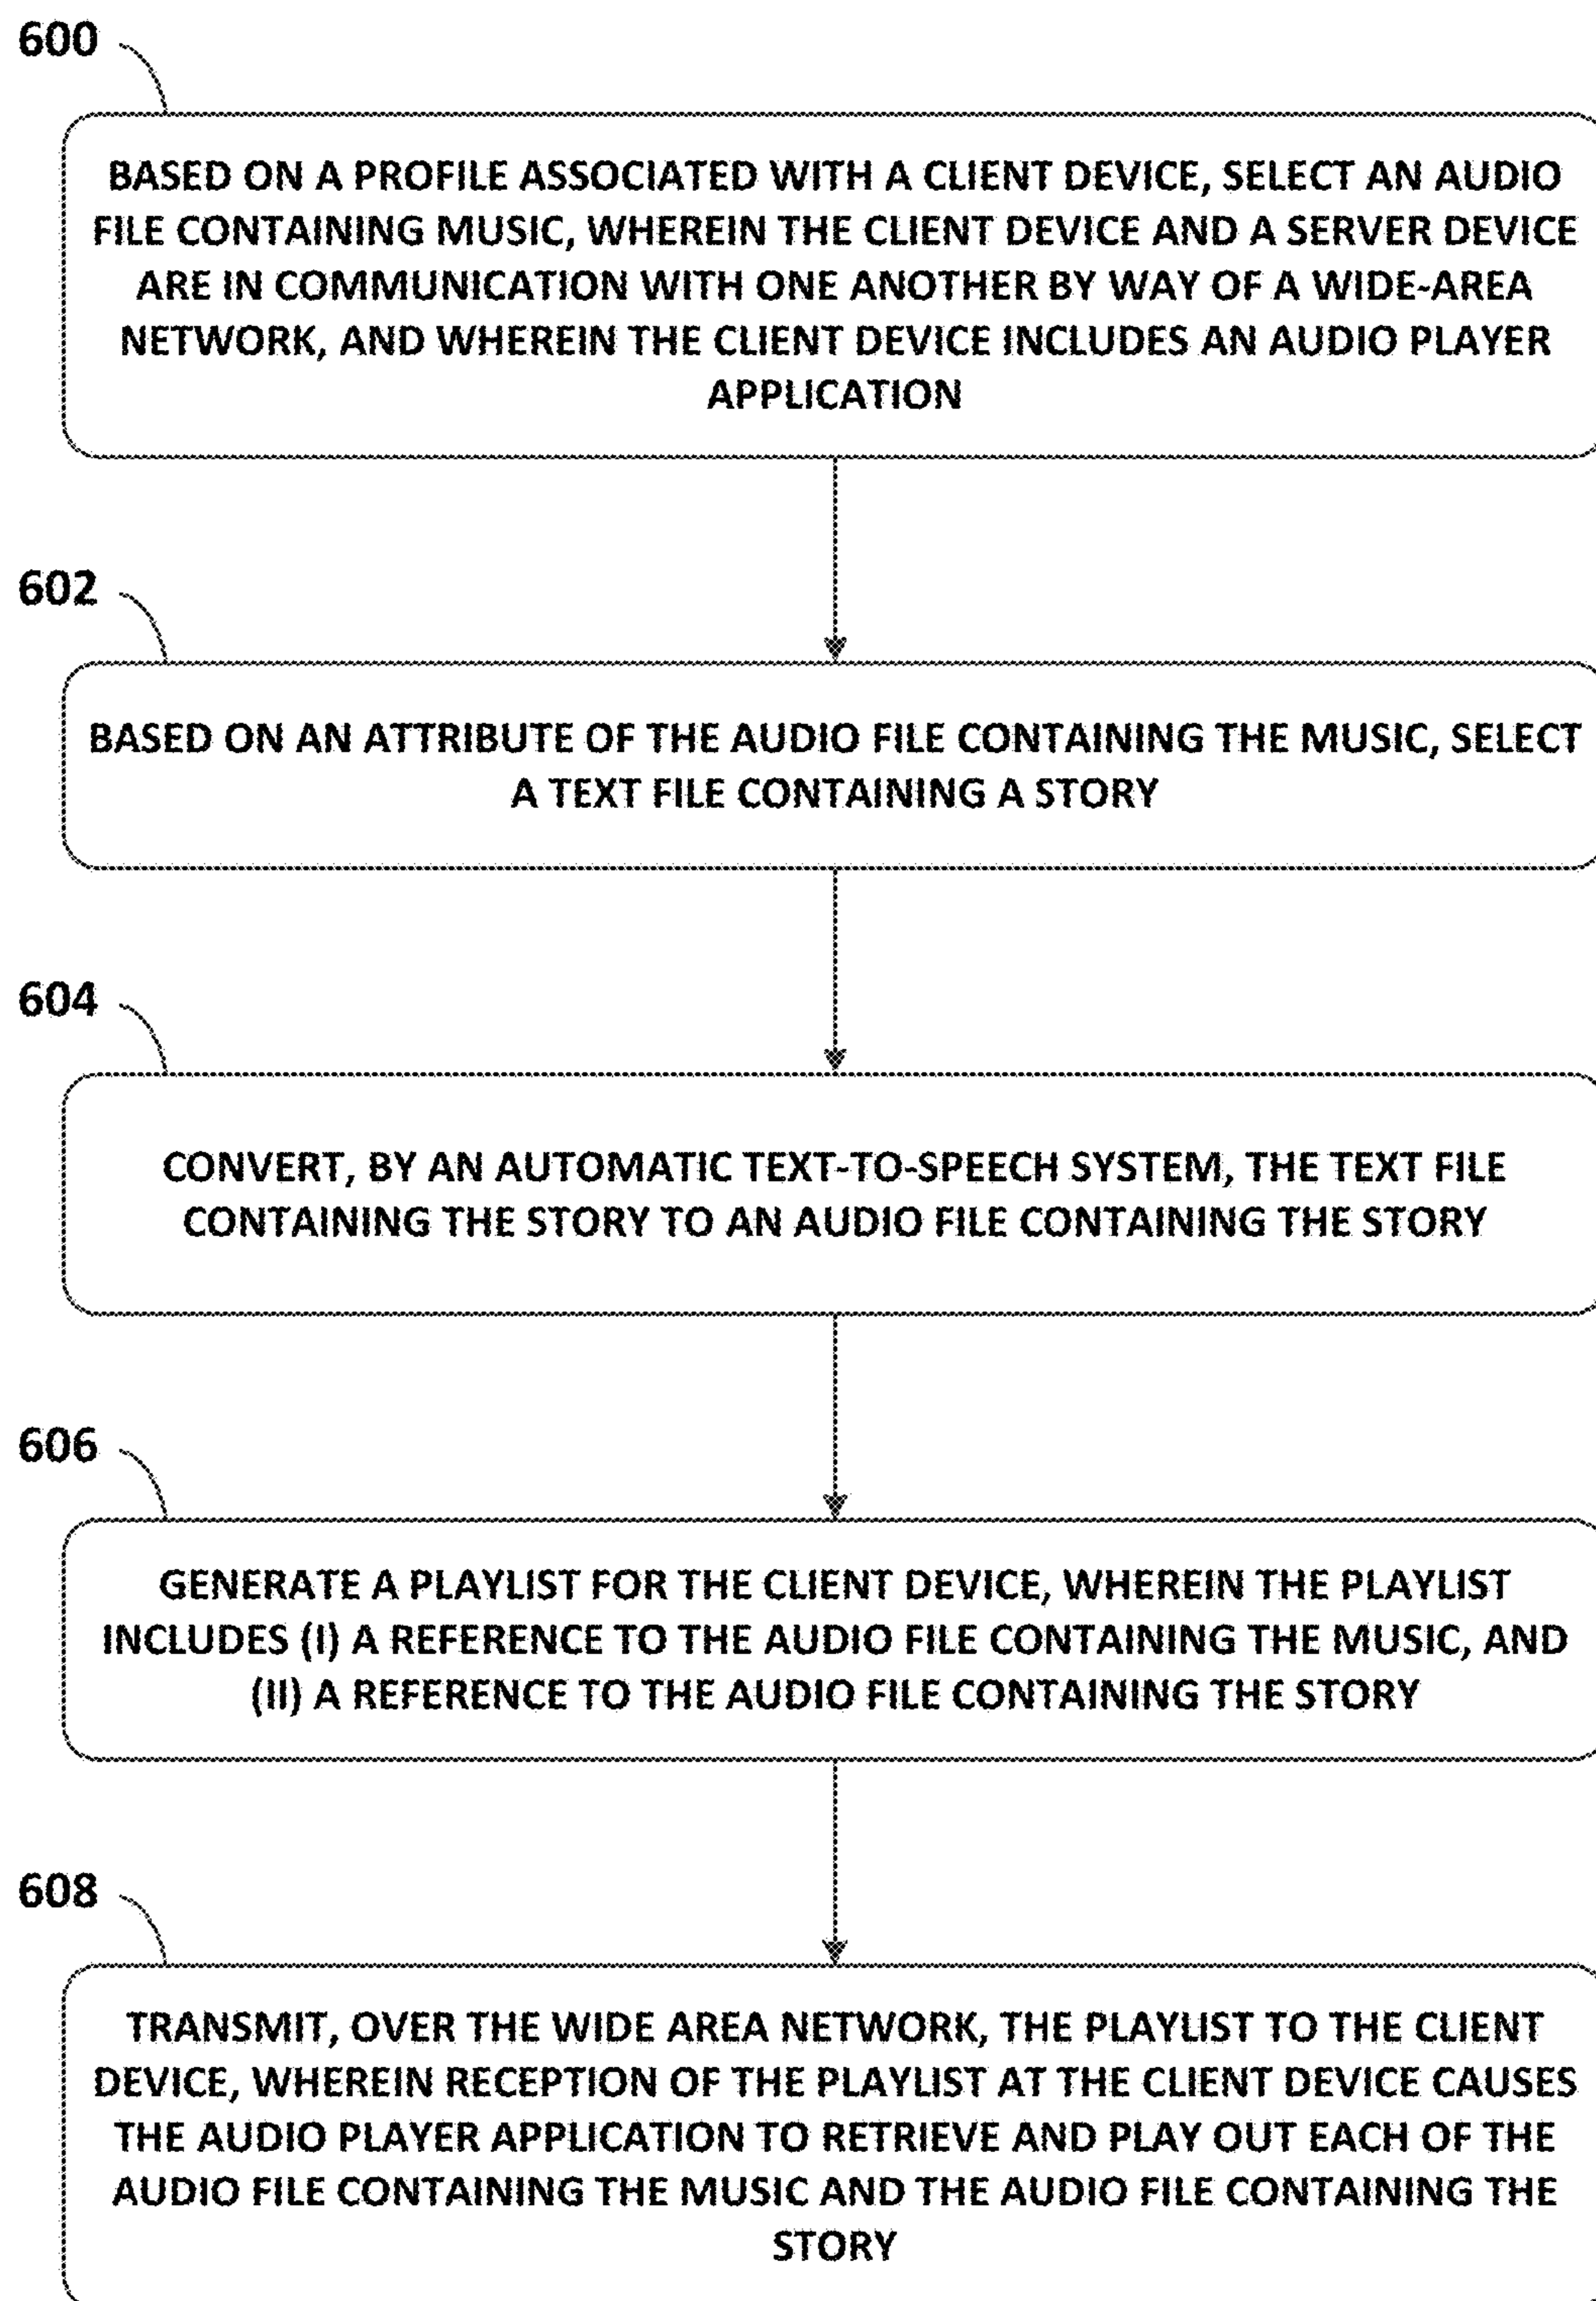 600
BASED ON A PROFILE ASSOCIATED WITH A CLIENT DEVICE, SELECT AN AUDIO
FILE CONTAINING MUSIC, WHEREIN THE CLIENT DEVICE AND A SERVER DEVICE
ARE IN COMMUNICATION WITH ONE ANOTHER BY WAY OF A WIDE-AREA
NETWORK, AND WHEREIN THE CLIENT DEVICE INCLUDES AN AUDIO PLAYER
APPLICATION
602
BASED ON AN ATTRIBUTE OF THE AUDIO FILE CONTAINING THE MUSIC, SELECT
A TEXT FILE CONTAINING A STORY
604
CONVERT, BY AN AUTOMATIC TEXT-TO-SPEECH SYSTEM, THE TEXT FILE
CONTAINING THE STORY TO AN AUDIO FILE CONTAINING THE STORY
606
GENERATE A PLAYLIST FOR THE CLIENT DEVICE, WHEREIN THE PLAYLIST
INCLUDES (I) A REFERENCE TO THE AUDIO FILE CONTAINING THE MUSIC, AND
(II) A REFERENCE TO THE AUDIO FILE CONTAINING THE STORY
608
TRANSMIT, OVER THE WIDE AREA NETWORK, THE PLAYLIST TO THE CLIENT
DEVICE, WHEREIN RECEPTION OF THE PLAYLIST AT THE CLIENT DEVICE CAUSES
THE AUDIO PLAYER APPLICATION TO RETRIEVE AND PLAY OUT EACH OF THE
AUDIO FILE CONTAINING THE MUSIC AND THE AUDIO FILE CONTAINING THE
STORY